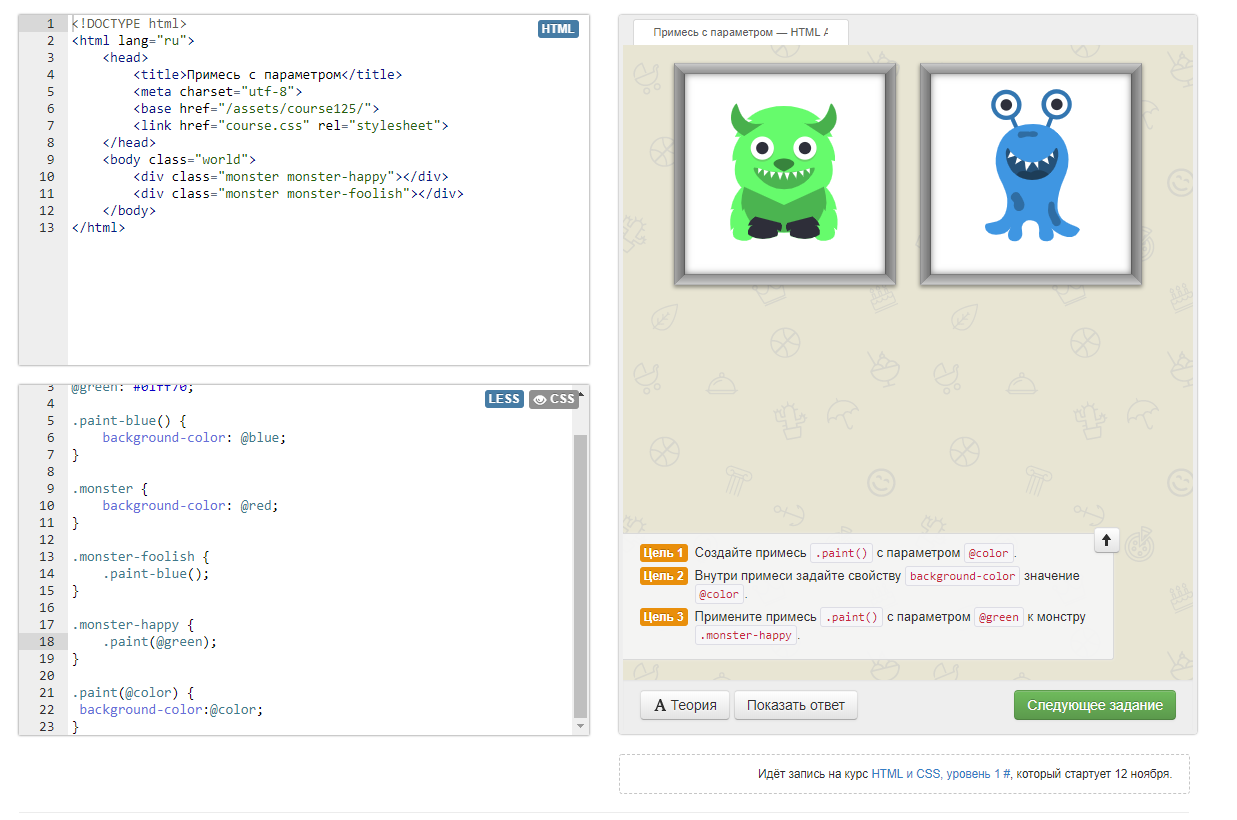 1 <!DOCTYPE html>
HTML
2 <html lang="ru">
3 <head>
4 <title>Примесь с параметром</title>
5 <meta charset="utf-8">
6 <base href="/assets/course125/">
7 <link href="course.css" rel="stylesheet">
8 </head>
9 <body class="world">
10 <div class="monster monster-happy"></div>
11 <div class="monster monster-foolish"></div>
12 </body>
13 </html>
3 @green: #01ff70;
LESS CSS
4
5 .paint-blue() {
6 background-color: @blue;
7 }
8
9 .monster {
10 background-color: @red;
11 }
12
13 .monster-foolish {
14 .paint-blue();
15 }
16
17 .monster-happy {
18 .paint(@green);
19 }
20
21 .paint(@color) {
22 background-color:@color;
23 }
Примесь с параметром — HTML A
Цель 1 Создайте примесь .paint() с параметром @color.
Цель 2 Внутри примеси задайте свойству background-color значение
@color.
Цель 3 Примените примесь .paint() с параметром @green к монстру
.monster-happy.
A Теория Показать ответ Следующее задание
Идёт запись на курс HTML и CSS, уровень 1 #, который стартует 12 ноября.